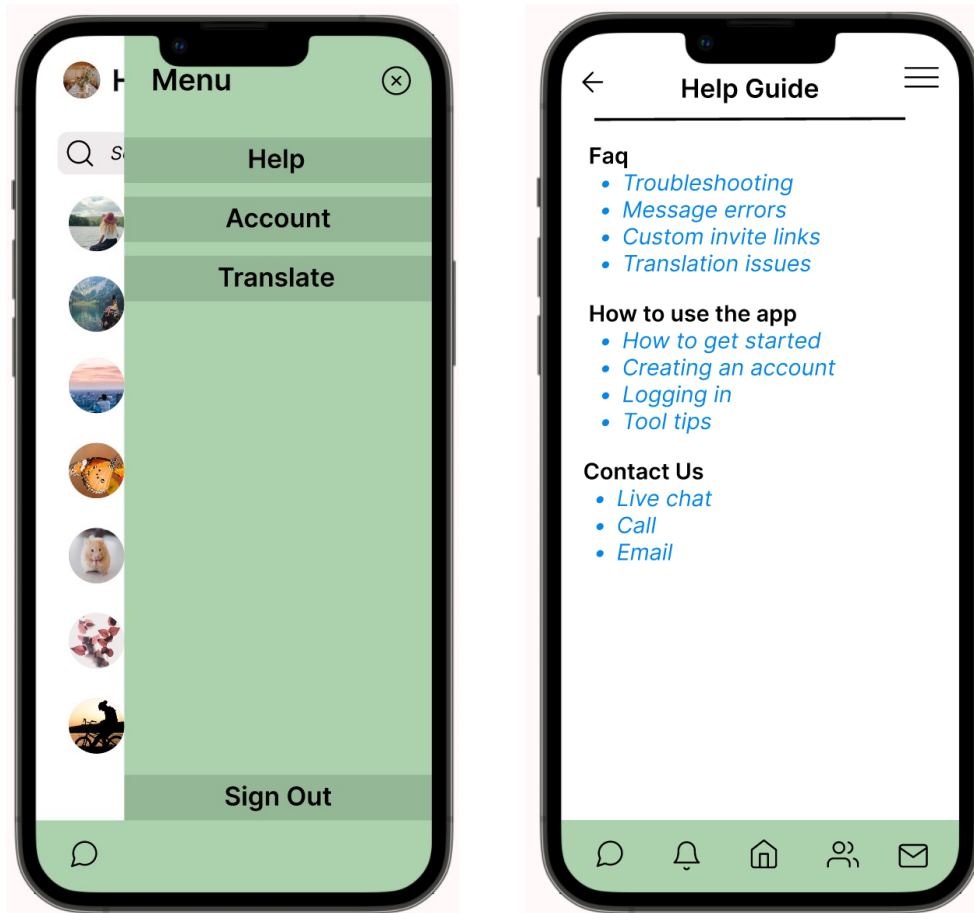 H
Menu
S
Help
Account
Translate
Sign Out
Help Guide
Faq
• Troubleshooting
• Message errors
• Custom invite links
• Translation issues
How to use the app
• How to get started
• Creating an account
• Logging in
• Tool tips
Contact Us
• Live chat
• Call
• Email